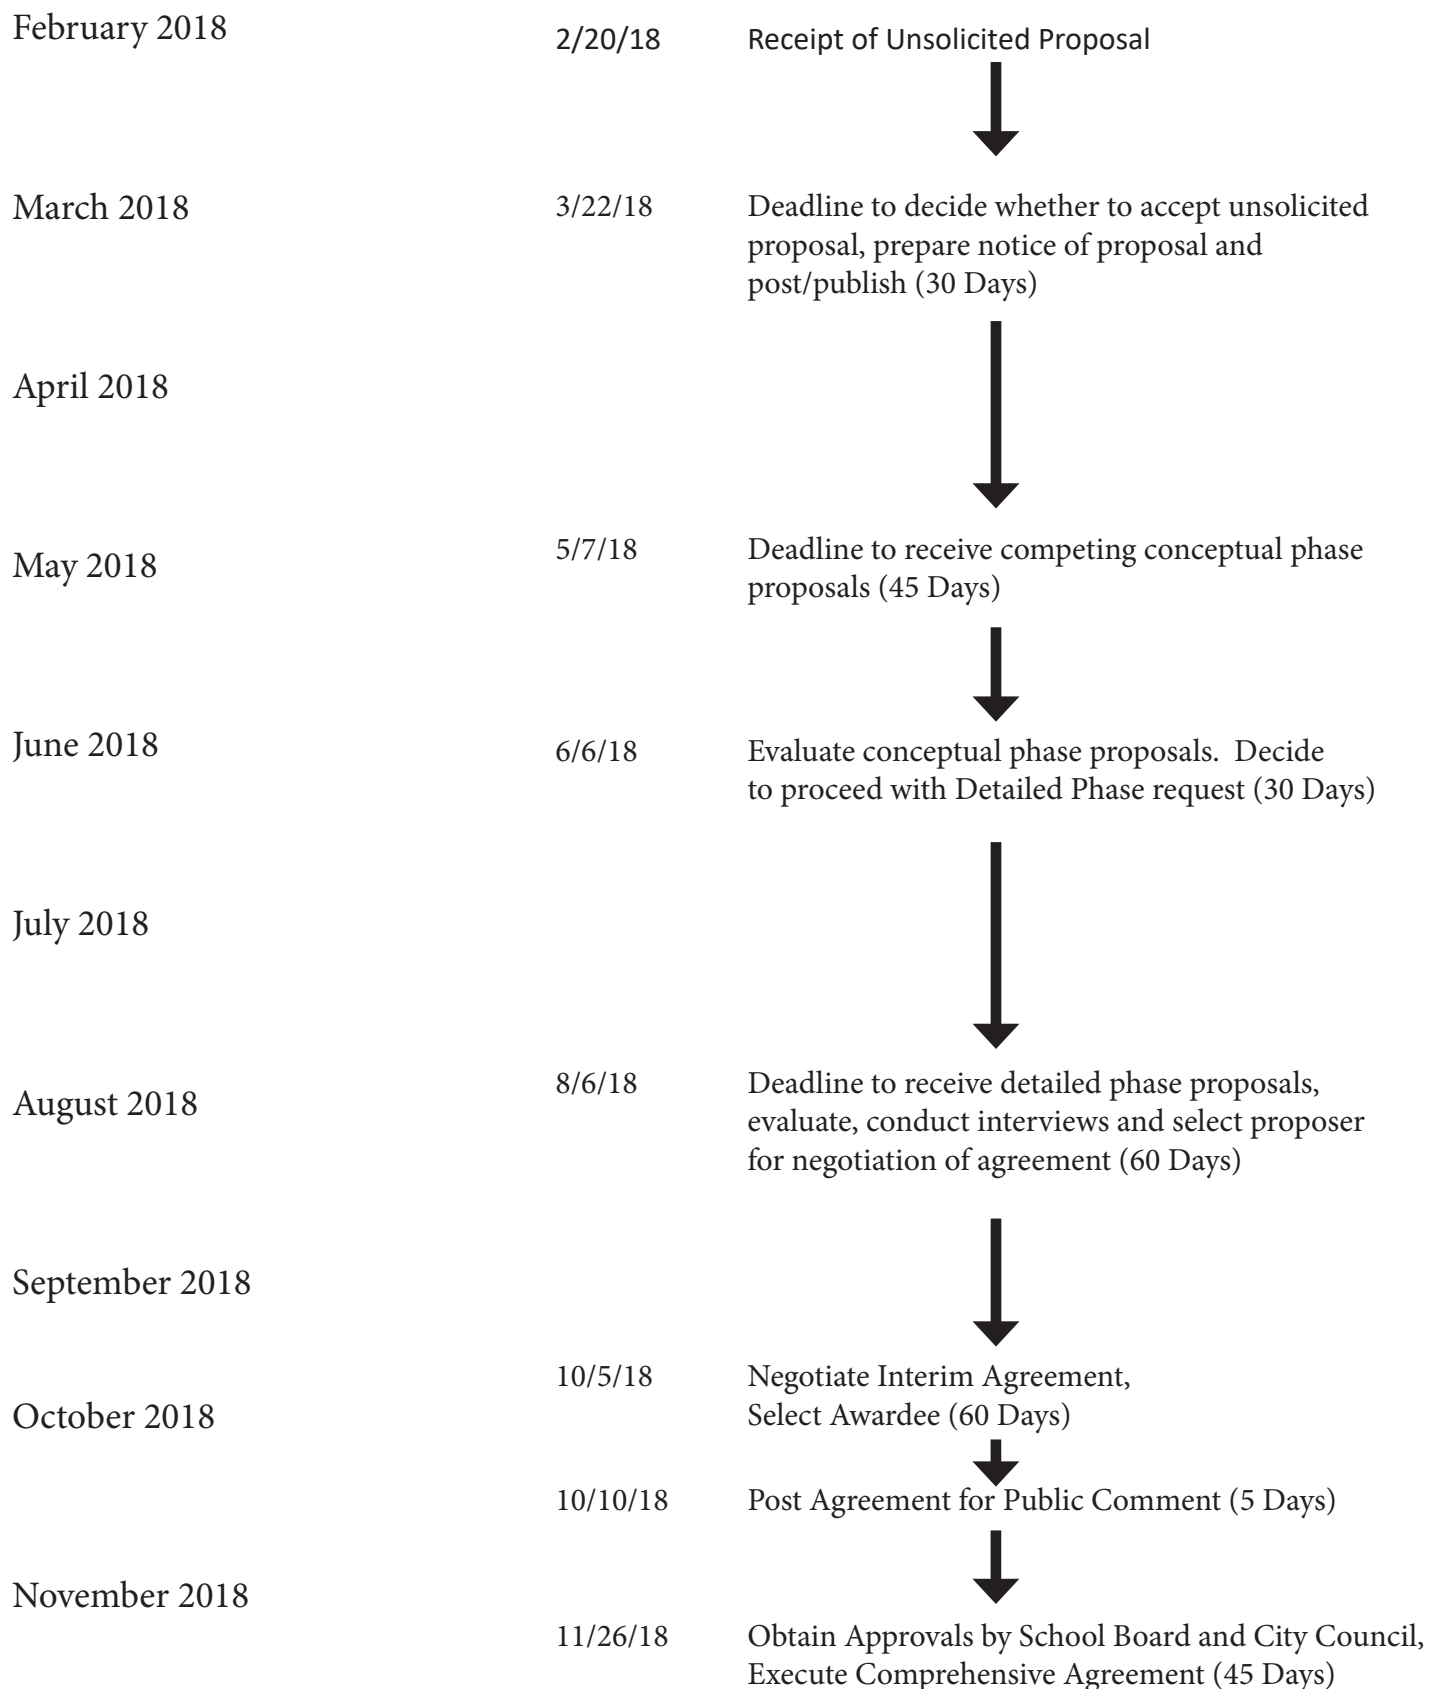 February 2018
2/20/18
Receipt of Unsolicited Proposal
March 2018
3/22/18
Deadline to decide whether to accept unsolicited
proposal, prepare notice of proposal and
post/publish (30 Days)
April 2018
May 2018
5/7/18
Deadline to receive competing conceptual phase
proposals (45 Days)
June 2018
6/6/18
Evaluate conceptual phase proposals.  Decide
to proceed with Detailed Phase request (30 Days)
July 2018
August 2018
8/6/18
Deadline to receive detailed phase proposals,
evaluate, conduct interviews and select proposer
for negotiation of agreement (60 Days)
September 2018
October 2018
10/5/18
Negotiate Interim Agreement,
Select Awardee (60 Days)
10/10/18
Post Agreement for Public Comment (5 Days)
November 2018
11/26/18
Obtain Approvals by School Board and City Council,
Execute Comprehensive Agreement (45 Days)